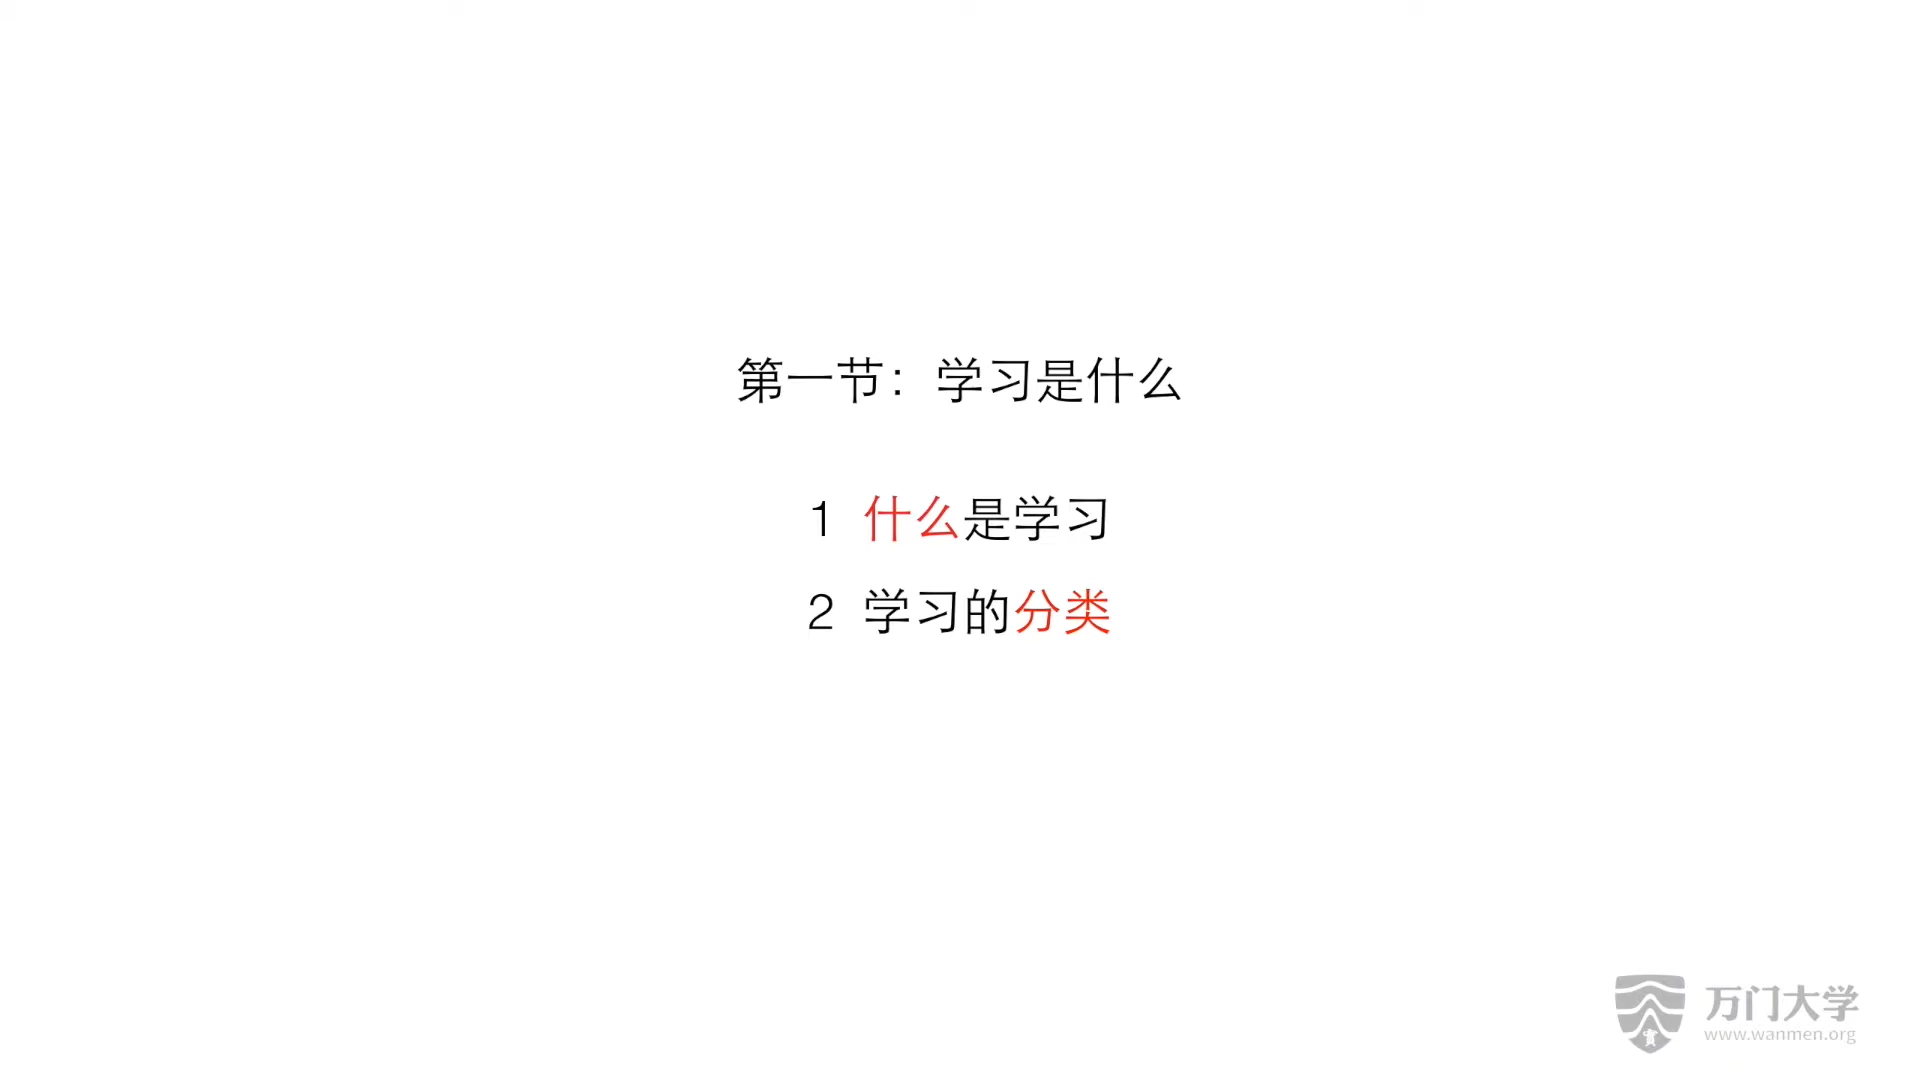 第一节：学习是什么
1 什么是学习
2 学习的分类
万门大学
www.wanmen.org